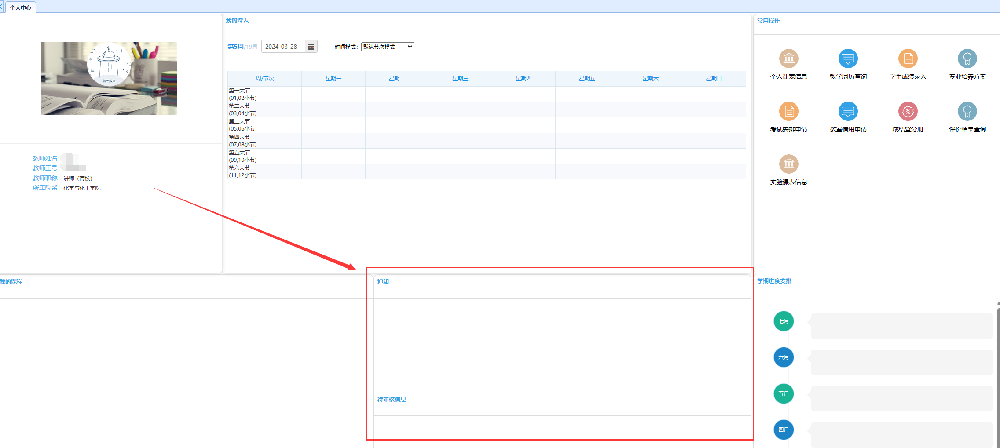 个人中心
暂无数据
教师姓名：
教师工号：
教师职称：讲师（高校）
所属院系：化学与化工学院
我的课表
第5周/19周 2024-03-28 时间模式：默认节次模式
周/节次 星期一 星期二 星期三 星期四 星期五 星期六 星期日
第一大节
(01,02小节)
第二大节
(03,04小节)
第三大节
(05,06小节)
第四大节
(07,08小节)
第五大节
(09,10小节)
第六大节
(11,12小节)
常用操作
个人课表信息 教学周历查询 学生成绩录入 专业培养方案
考试安排申请 教室借用申请 成绩登分册 评价结果查询
实验课表信息
我的课程
通知
待审核信息
学期进度安排
七月
六月
五月
四月